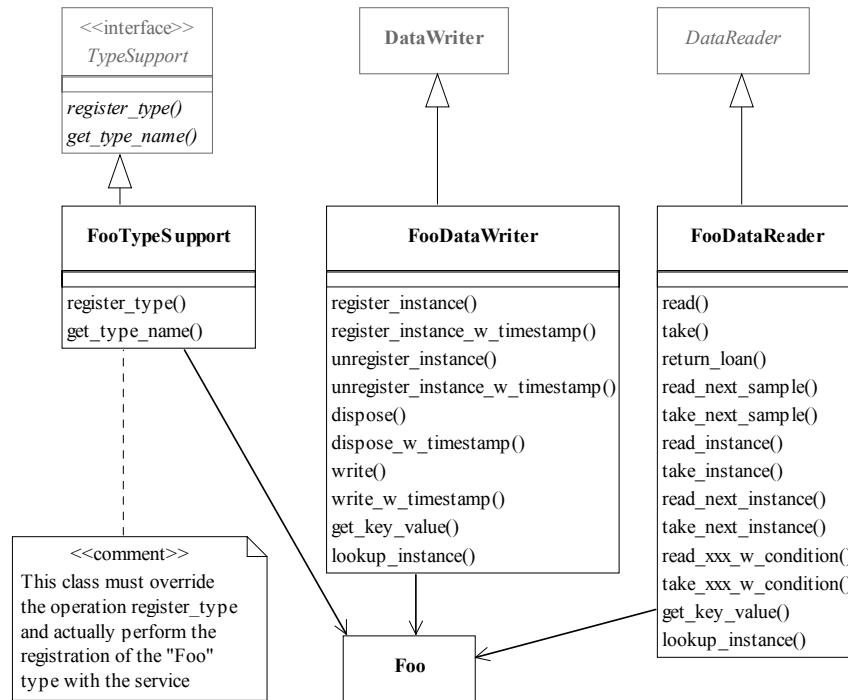 <<interface>>
TypeSupport
register_type()
get_type_name()
DataWriter
DataReader
FooTypeSupport
register_type()
get_type_name()
FooDataWriter
register_instance()
register_instance_w_timestamp()
unregister_instance()
unregister_instance_w_timestamp()
dispose()
dispose_w_timestamp()
write()
write_w_timestamp()
get_key_value()
lookup_instance()
FooDataReader
read()
take()
return_loan()
read_next_sample()
take_next_sample()
read_instance()
take_instance()
read_next_instance()
take_next_instance()
read_xxx_w_condition()
take_xxx_w_condition()
get_key_value()
lookup_instance()
<<comment>>
This class must override
the operation register_type
and actually perform the
registration of the "Foo"
type with the service
Foo